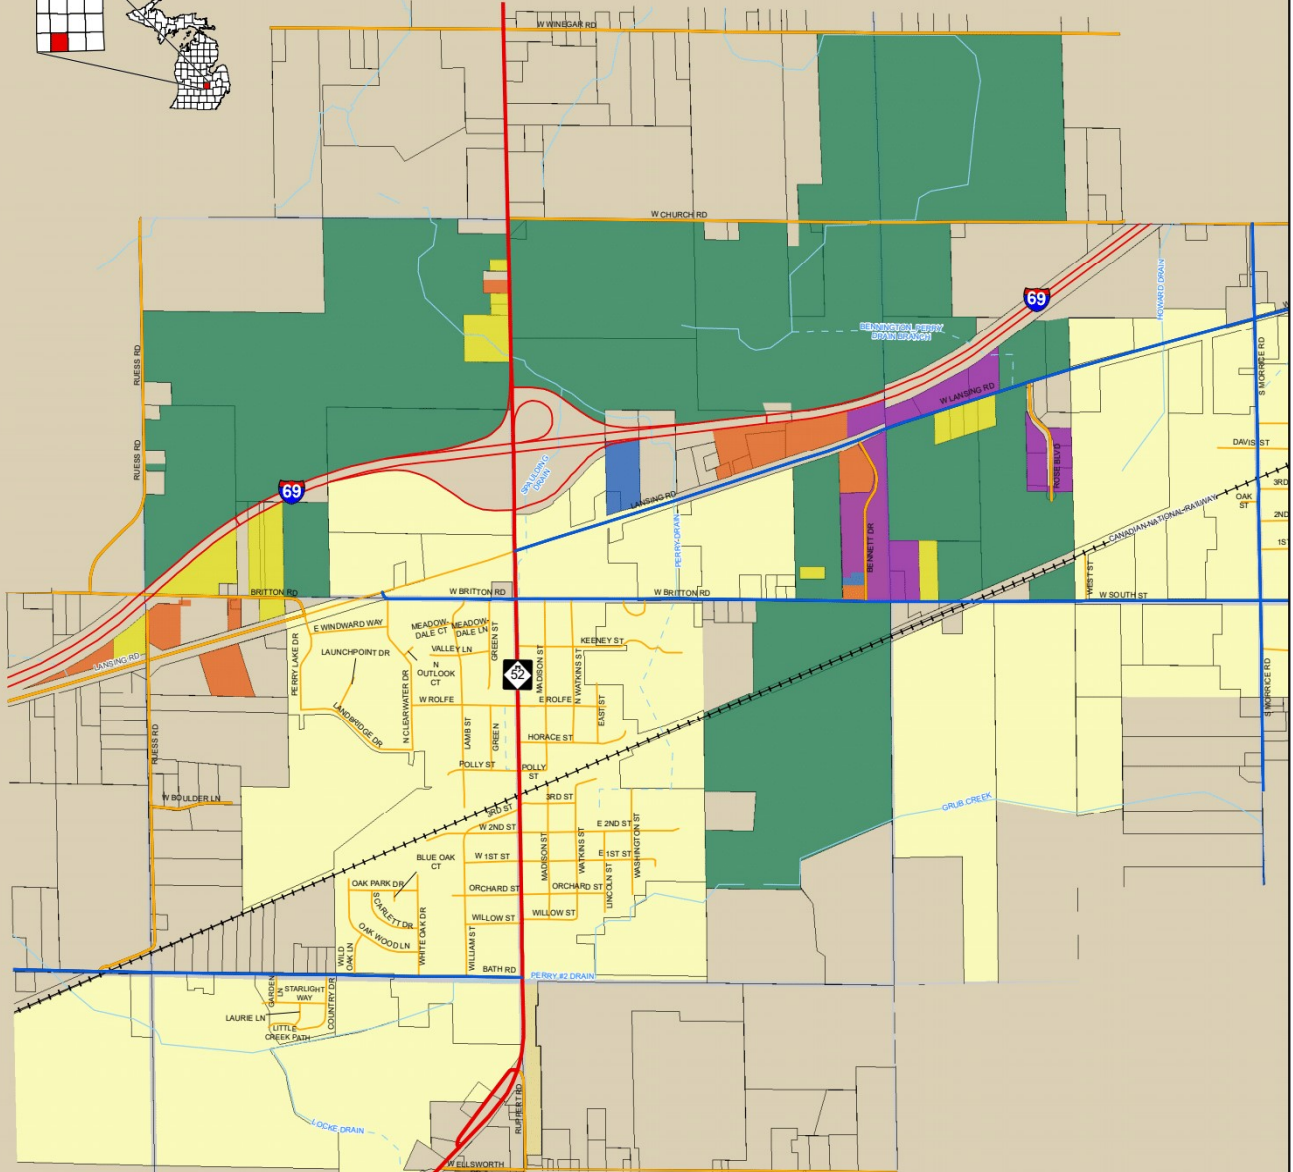 W WINEGAR RD
W CHURCH RD
69
HOWARD DRAIN
BENNINGTON_PERRY
DRAIN BRANCH
RUESS RD
S MORRICE RD
W LANSING RD
RUESS RD
DAVIS ST
ROSE BLVD
SPAULDING
DRAIN
69
LANSING RD
3RD
OAK
ST
CANADIAN-NATIONAL-RAILWAY
2ND
PERRY-DRAIN
BENNETT DR
1ST
WEST ST
BRITTON RD
W BRITTON RD
W BRITTON RD
W SOUTH ST
E WINDWARD WAY
MEADOW-
DALE CT
MEADOW-
DALE LN
GREEN ST
KEENEY ST
LAUNCHPOINT DR
VALLEY LN
PERRY LAKE DR
N
OUTLOOK
CT
52
MADISON ST
N WATKINS ST
LANSING RD
S MORRICE RD
W ROLFE
E ROLFE
EAST ST
LANDBRIDGE DR
N CLEARWATER DR
LAMB ST
GREEN
HORACE ST
RUESS RD
POLLY ST
POLLY
ST
W BOULDER LN
3RD ST
3RD ST
GRUB CREEK
W 2ND ST
E 2ND ST
MADISON ST
WATKINS ST
WASHINGTON ST
BLUE OAK
CT
W 1ST ST
E 1ST ST
OAK PARK DR
ORCHARD ST
ORCHARD ST
LINCOLN ST
SCARLETT DR
WILLOW ST
WILLOW ST
OAK WOOD LN
WHITE OAK DR
WILD
OAK LN
WILLIAM ST
BATH RD
PERRY #2 DRAIN
GARDEN
LN
STARLIGHT
WAY
COUNTRY DR
LAURIE LN
LITTLE
CREEK PATH
RUPPERT RD
LOCKE DRAIN
W ELLSWORTH